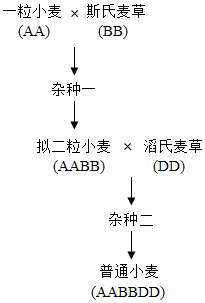 一粒小麦 × 斯氏麦草
(AA) (BB)
杂种一
拟二粒小麦 × 滔氏麦草
(AABB) (DD)
杂种二
普通小麦
(AABBDD)